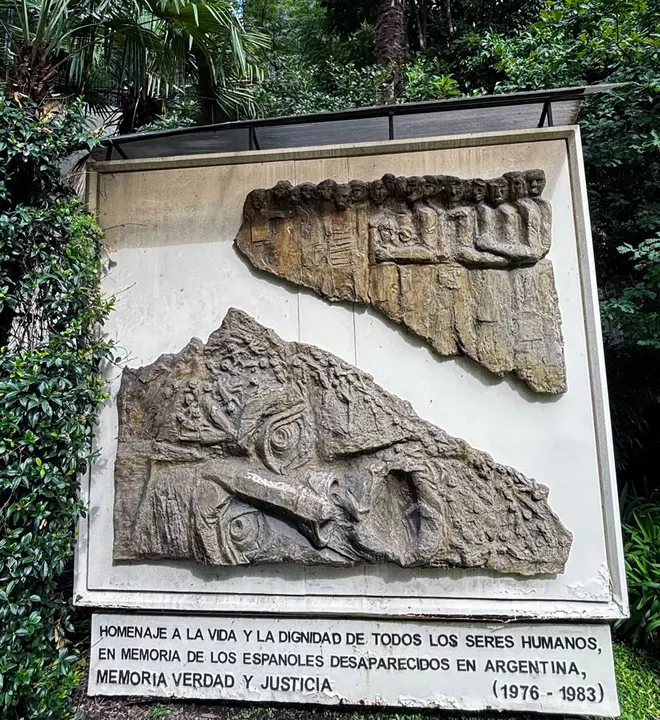 HOMENAJE A LA VIDA Y LA DIGNIDAD DE TODOS LOS SERES HUMANOS,
EN MEMORIA DE LOS ESPAÑOLES DESAPARECIDOS EN ARGENTINA,
MEMORIA VERDAD Y JUSTICIA (1976 - 1983)